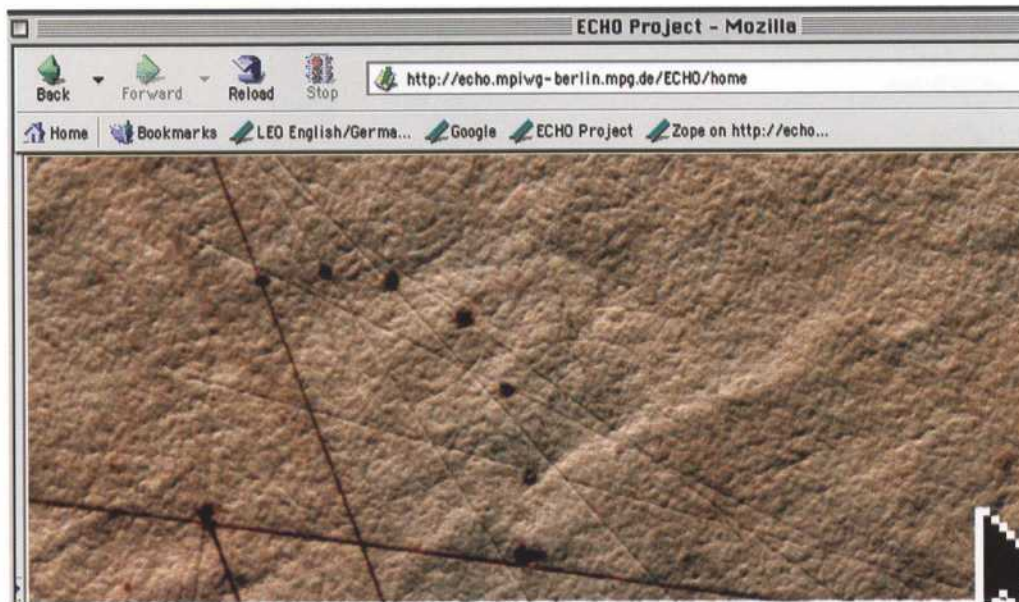 ECHO Project - Mozilla
Back Forward Reload Stop http://echo.mpiwg-berlin.mpg.de/ECHO/home
Home Bookmarks LEO English/Germa... Google ECHO Project Zope on http://echo...